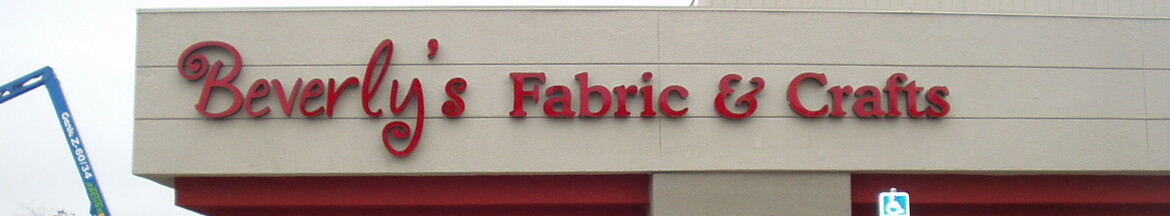 Beverly's Fabric & Crafts
Genie Z-60/34